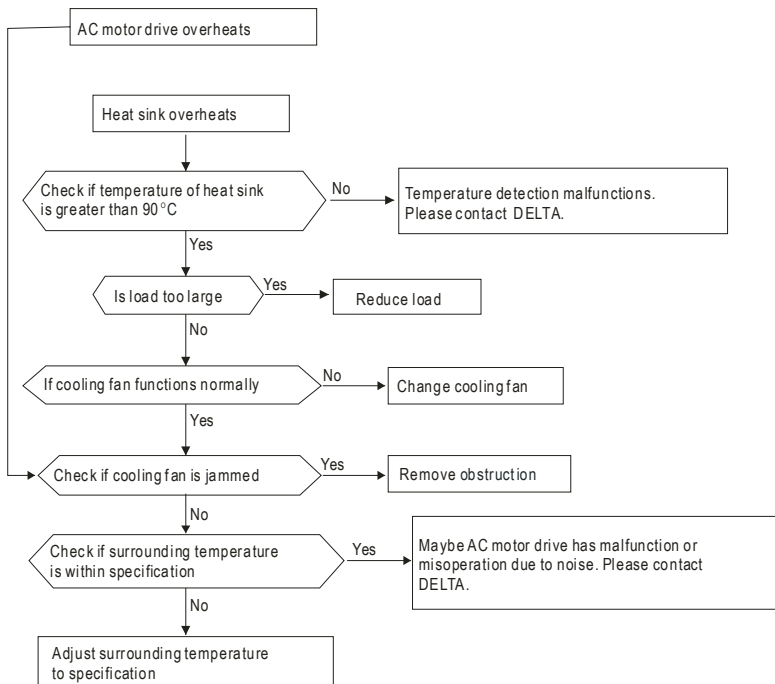 AC motor drive overheats
Heat sink overheats
Check if temperature of heat sink
is greater than 90°C
No
Temperature detection malfunctions.
Please contact DELTA.
Yes
Is load too large
Yes
Reduce load
No
If cooling fan functions normally
No
Change cooling fan
Yes
Check if cooling fan is jammed
Yes
Remove obstruction
No
Check if surrounding temperature
is within specification
Yes
Maybe AC motor drive has malfunction or
misoperation due to noise. Please contact
DELTA.
No
Adjust surrounding temperature
to specification